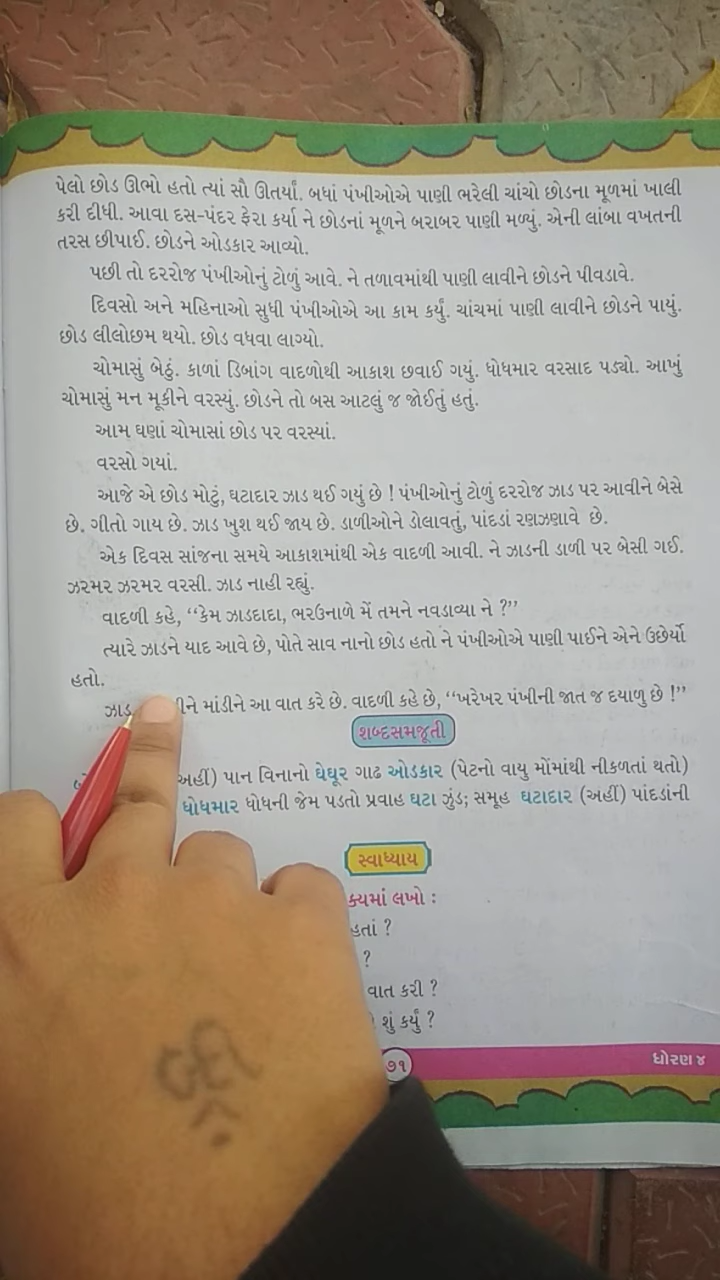 પેલો છોડ ઊભો હતો ત્યાં સૌ ઊતર્યાં. બધાં પંખીઓએ પાણી ભરેલી ચાંચો છોડના મૂળમાં ખાલી
કરી દીધી. આવા દસ-પંદર ફેરા કર્યા ને છોડનાં મૂળને બરાબર પાણી મળ્યું. એની લાંબા વખતની
તરસ છીપાઈ. છોડને ઓડકાર આવ્યો.
પછી તો દરરોજ પંખીઓનું ટોળું આવે. ને તળાવમાંથી પાણી લાવીને છોડને પીવડાવે.
દિવસો અને મહિનાઓ સુધી પંખીઓએ આ કામ કર્યું. ચાંચમાં પાણી લાવીને છોડને પાયું.
છોડ લીલોછમ થયો. છોડ વધવા લાગ્યો.
ચોમાસું બેઠું. કાળાં ડિબાંગ વાદળોથી આકાશ છવાઈ ગયું. ધોધમાર વરસાદ પડ્યો. આખું
ચોમાસું મન મૂકીને વરસ્યું. છોડને તો બસ આટલું જ જોઈતું હતું.
આમ ઘણાં ચોમાસાં છોડ પર વરસ્યાં.
વરસો ગયાં.
આજે એ છોડ મોટું, ઘટાદાર ઝાડ થઈ ગયું છે ! પંખીઓનું ટોળું દરરોજ ઝાડ પર આવીને બેસે
છે. ગીતો ગાય છે. ઝાડ ખુશ થઈ જાય છે. ડાળીઓને ડોલાવતું, પાંદડાં રણઝણાવે છે.
એક દિવસ સાંજના સમયે આકાશમાંથી એક વાદળી આવી. ને ઝાડની ડાળી પર બેસી ગઈ.
ઝરમર ઝરમર વરસી. ઝાડ નાહી રહ્યું.
વાદળી કહે, “કેમ ઝાડદાદા, ભરઉનાળે મેં તમને નવડાવ્યા ને ?”
ત્યારે ઝાડને યાદ આવે છે, પોતે સાવ નાનો છોડ હતો ને પંખીઓએ પાણી પાઈને એને ઉછેર્યો
હતો.
ઝાડ માંડીને આ વાત કરે છે. વાદળી કહે છે, “ખરેખર પંખીની જાત જ દયાળુ છે !”
શબ્દસમજૂતી
અહીં) પાન વિનાનો ઘેઘૂર ગાઢ ઓડકાર (પેટનો વાયુ મોંમાંથી નીકળતાં થતો)
ધોધમાર ધોધની જેમ પડતો પ્રવાહ ઘટા ઝુંડ; સમૂહ ઘટાદાર (અહીં) પાંદડાંની
સ્વાધ્યાય
ક્યમાં લખો :
હતાં ?
?
વાત કરી ?
શું કર્યું ?
૭૧
ધોરણ ૪